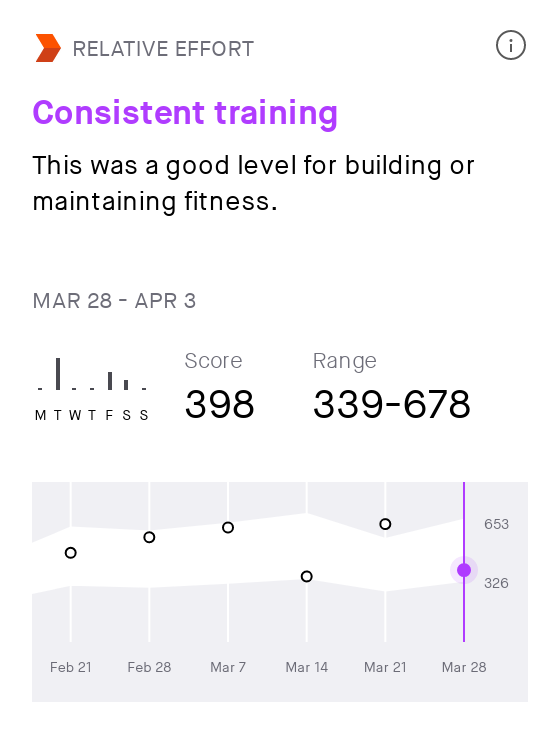 RELATIVE EFFORT
Consistent training
This was a good level for building or
maintaining fitness.
MAR 28 - APR 3
Score
Range
398
339-678
M T W T F S S
653
326
Feb 21
Feb 28
Mar 7
Mar 14
Mar 21
Mar 28